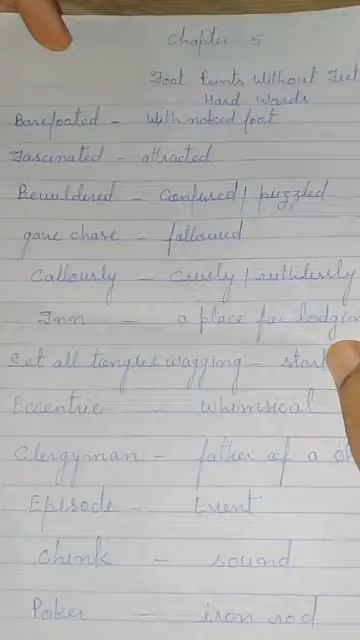 Chapter - 5
Foot Prints Without Feet
Hard Words
Barefooted - With naked foot
Fascinated - attracted
Bewildered - Confused / puzzled
gave chase - followed
Callously - cruely / ruthlessly
Inn - a place for lodging
Set all tongues wagging - start
Eccentric - whimsical
Clergyman - father of a ch
Episode - Event
Chink - sound
Poker - iron rod